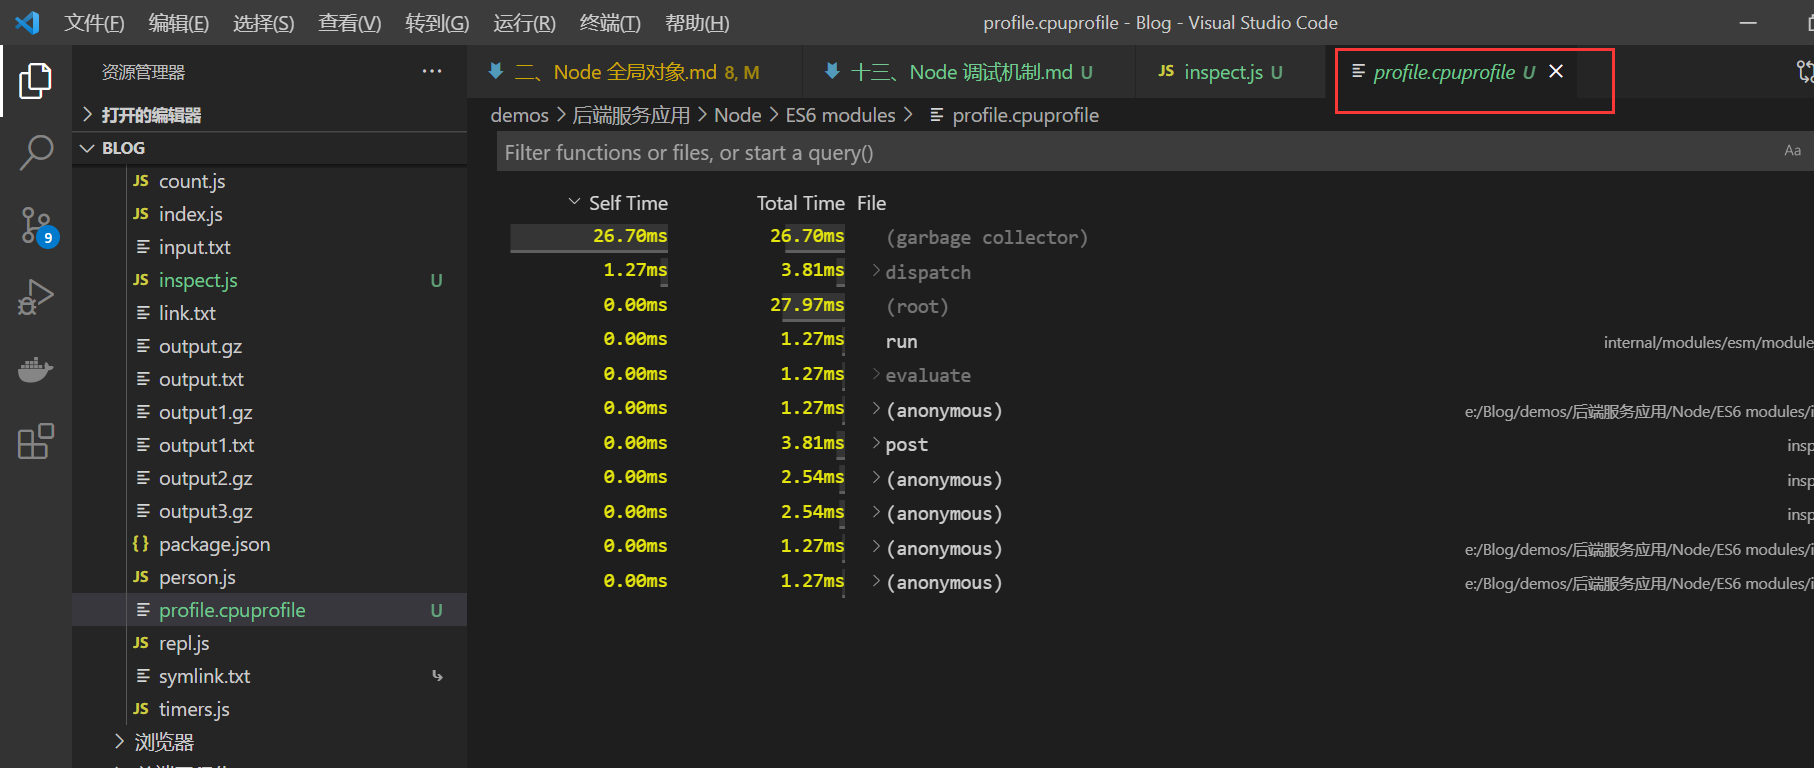 文件(F) 编辑(E) 选择(S) 查看(V) 转到(G) 运行(R) 终端(T) 帮助(H) profile.cpuprofile - Blog - Visual Studio Code
资源管理器 ···
二、Node 全局对象.md 8, M
十三、Node 调试机制.md U
JS inspect.js U
profile.cpuprofile U
打开的编辑器
demos > 后端服务应用 > Node > ES6 modules > profile.cpuprofile
BLOG
Filter functions or files, or start a query() Aa
JS count.js
JS index.js
input.txt
JS inspect.js U
link.txt
output.gz
output.txt
output1.gz
output1.txt
output2.gz
output3.gz
{} package.json
JS person.js
profile.cpuprofile U
JS repl.js
symlink.txt
JS timers.js
浏览器
9
Self Time Total Time File
26.70ms 26.70ms (garbage collector)
1.27ms 3.81ms dispatch
0.00ms 27.97ms (root)
0.00ms 1.27ms run internal/modules/esm/module
0.00ms 1.27ms evaluate
0.00ms 1.27ms (anonymous) e:/Blog/demos/后端服务应用/Node/ES6 modules/i
0.00ms 3.81ms post insp
0.00ms 2.54ms (anonymous) insp
0.00ms 2.54ms (anonymous) insp
0.00ms 1.27ms (anonymous) e:/Blog/demos/后端服务应用/Node/ES6 modules/i
0.00ms 1.27ms (anonymous) e:/Blog/demos/后端服务应用/Node/ES6 modules/i